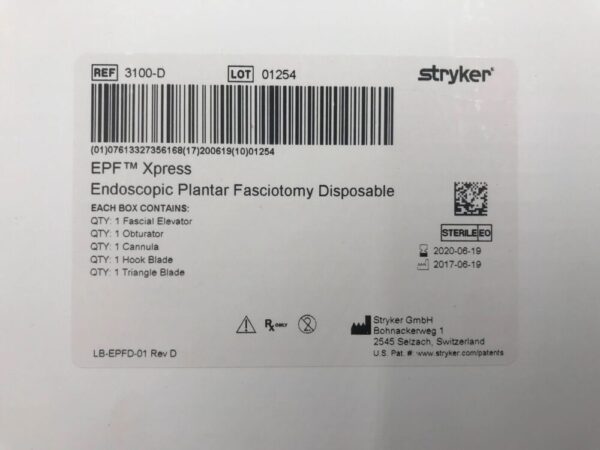 REF 3100-D LOT 01254 stryker®
(01)07613327356168(17)200619(10)01254
EPF™ Xpress
Endoscopic Plantar Fasciotomy Disposable
EACH BOX CONTAINS:
QTY: 1 Fascial Elevator
QTY: 1 Obturator
QTY: 1 Cannula
QTY: 1 Hook Blade
QTY: 1 Triangle Blade
STERILE EO
2020-06-19
2017-06-19
Rx ONLY
2
Stryker GmbH
Bohnackerweg 1
2545 Selzach, Switzerland
U.S. Pat. #: www.stryker.com/patents
LB-EPFD-01 Rev D